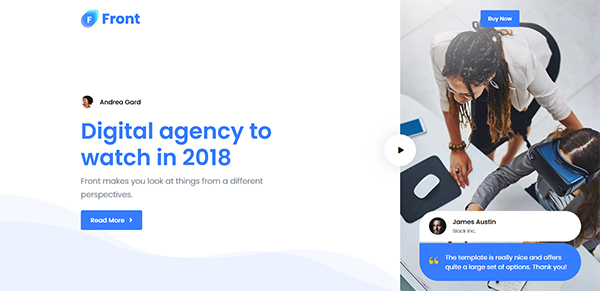 F Front
Buy Now
Andrea Gard
Digital agency to
watch in 2018
Front makes you look at things from a different
perspectives.
Read More
James Austin
Slack Inc.
The template is really nice and offers
quite a large set of options. Thank you!